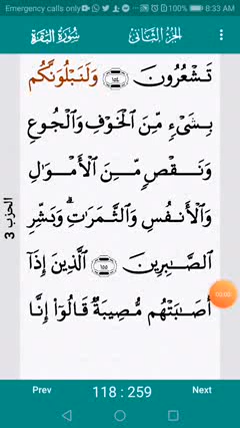 Emergency calls only 100% 8:33 AM
سورة البقرة الجزء الثاني
تَشْعُرُونَ ۝١٥٤ وَلَنَبْلُوَنَّكُم
بِشَىْءٍ مِّنَ ٱلْخَوْفِ وَٱلْجُوعِ
وَنَقْصٍ مِّنَ ٱلْأَمْوَٰلِ
وَٱلْأَنفُسِ وَٱلثَّمَرَٰتِ ۗ وَبَشِّرِ
ٱلصَّـٰبِرِينَ ۝١٥٥ ٱلَّذِينَ إِذَآ
أَصَـٰبَتْهُم مُّصِيبَةٌ قَالُوٓا۟ إِنَّا
الحزب 3
Prev 118 : 259 Next